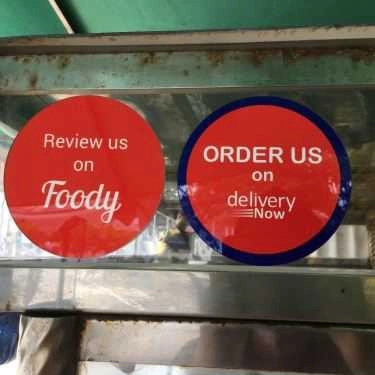 Review us
on
Foody
ORDER US
on
delivery
Now